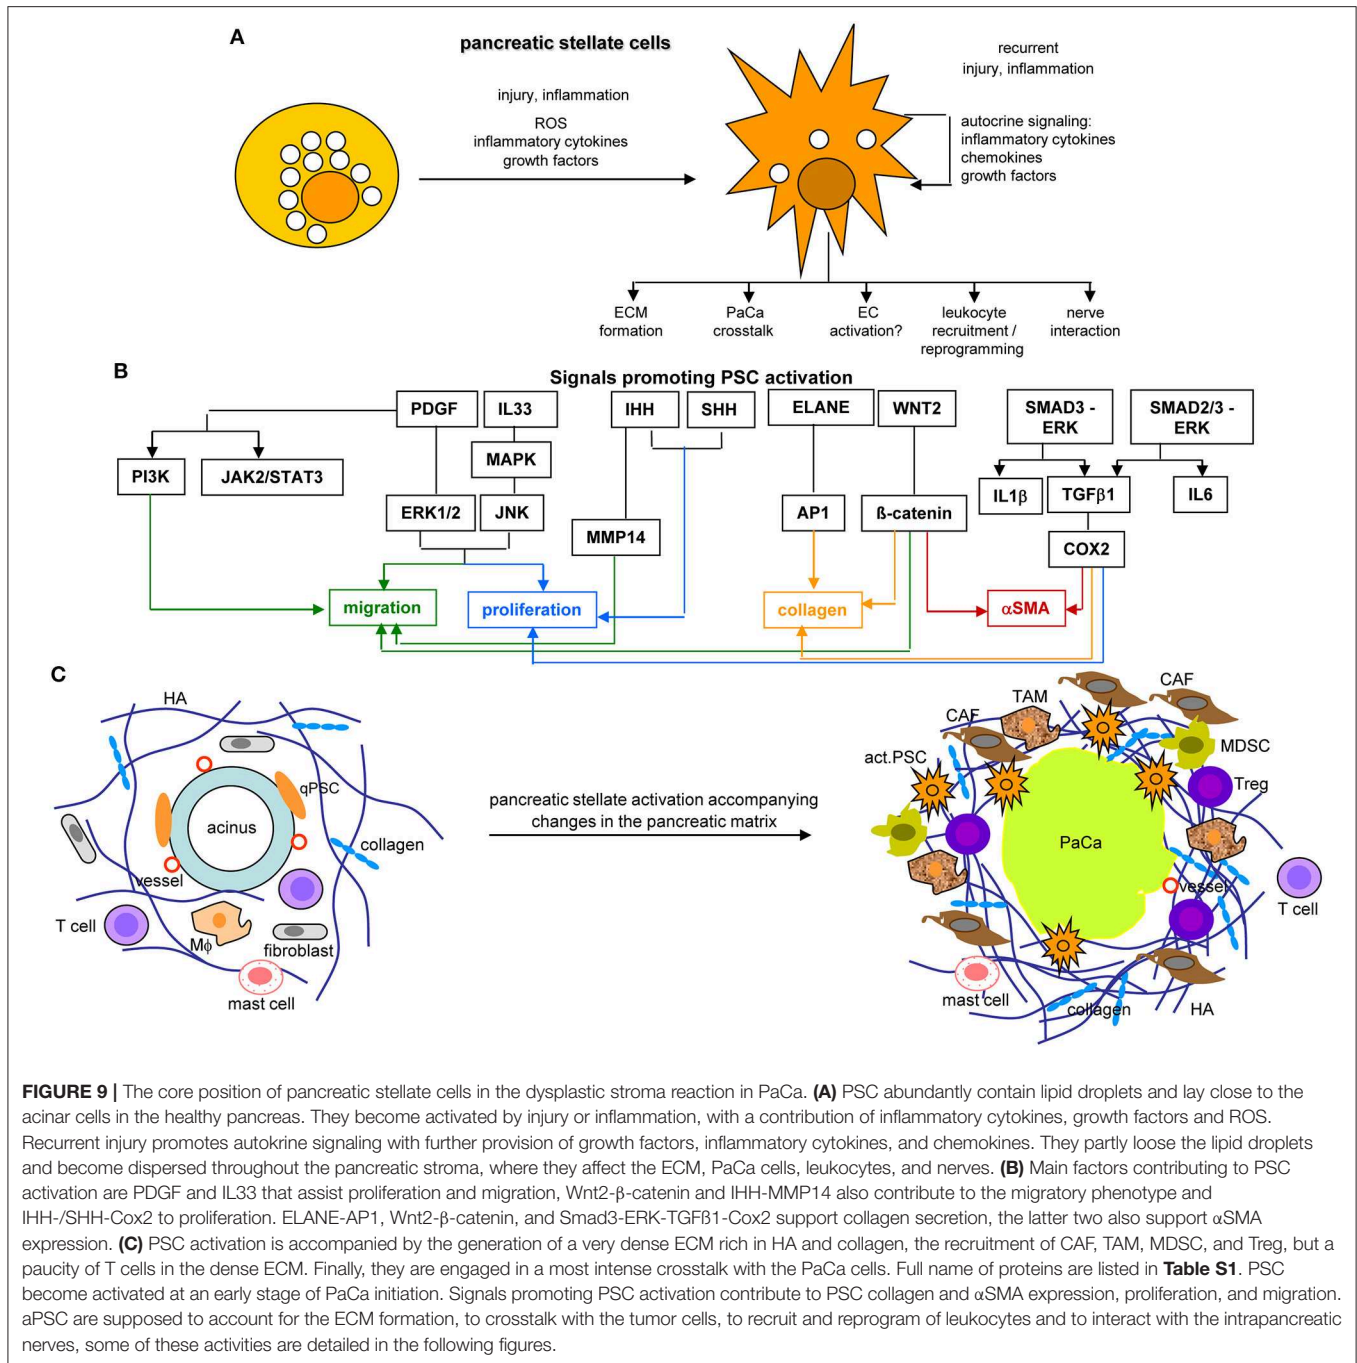 A
pancreatic stellate cells
recurrent
injury, inflammation
injury, inflammation
ROS
inflammatory cytokines
growth factors
autocrine signaling:
inflammatory cytokines
chemokines
growth factors
ECM
formation
PaCa
crosstalk
EC
activation?
leukocyte
recruitment /
reprogramming
nerve
interaction
B
Signals promoting PSC activation
PDGF
IL33
IHH
SHH
ELANE
WNT2
SMAD3 -
ERK
SMAD2/3 -
ERK
PI3K
JAK2/STAT3
MAPK
IL1β
TGFβ1
IL6
ERK1/2
JNK
MMP14
AP1
ß-catenin
COX2
migration
proliferation
collagen
αSMA
C
HA
qPSC
acinus
collagen
vessel
T cell
Mϕ
fibroblast
mast cell
pancreatic stellate activation accompanying
changes in the pancreatic matrix
CAF
TAM
CAF
MDSC
act.PSC
Treg
PaCa
vessel
T cell
mast cell
collagen
HA
FIGURE 9 | The core position of pancreatic stellate cells in the dysplastic stroma reaction in PaCa. (A) PSC abundantly contain lipid droplets and lay close to the
acinar cells in the healthy pancreas. They become activated by injury or inflammation, with a contribution of inflammatory cytokines, growth factors and ROS.
Recurrent injury promotes autokrine signaling with further provision of growth factors, inflammatory cytokines, and chemokines. They partly loose the lipid droplets
and become dispersed throughout the pancreatic stroma, where they affect the ECM, PaCa cells, leukocytes, and nerves. (B) Main factors contributing to PSC
activation are PDGF and IL33 that assist proliferation and migration, Wnt2-β-catenin and IHH-MMP14 also contribute to the migratory phenotype and
IHH-/SHH-Cox2 to proliferation. ELANE-AP1, Wnt2-β-catenin, and Smad3-ERK-TGFß1-Cox2 support collagen secretion, the latter two also support αSMA
expression. (C) PSC activation is accompanied by the generation of a very dense ECM rich in HA and collagen, the recruitment of CAF, TAM, MDSC, and Treg, but a
paucity of T cells in the dense ECM. Finally, they are engaged in a most intense crosstalk with the PaCa cells. Full name of proteins are listed in Table S1. PSC
become activated at an early stage of PaCa initiation. Signals promoting PSC activation contribute to PSC collagen and αSMA expression, proliferation, and migration.
aPSC are supposed to account for the ECM formation, to crosstalk with the tumor cells, to recruit and reprogram of leukocytes and to interact with the intrapancreatic
nerves, some of these activities are detailed in the following figures.